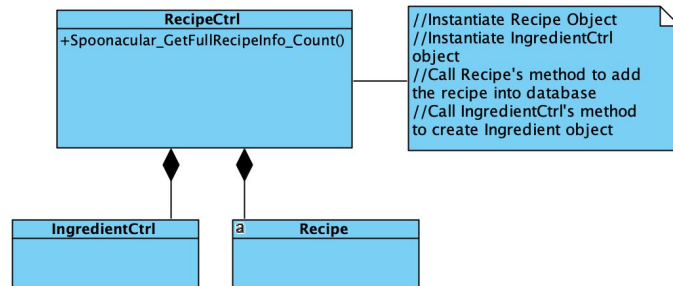 RecipeCtrl
+Spoonacular_GetFullRecipeInfo_Count()
//Instantiate Recipe Object
//Instantiate IngredientCtrl
object
//Call Recipe's method to add
the recipe into database
//Call IngredientCtrl's method
to create Ingredient object
IngredientCtrl
a
Recipe